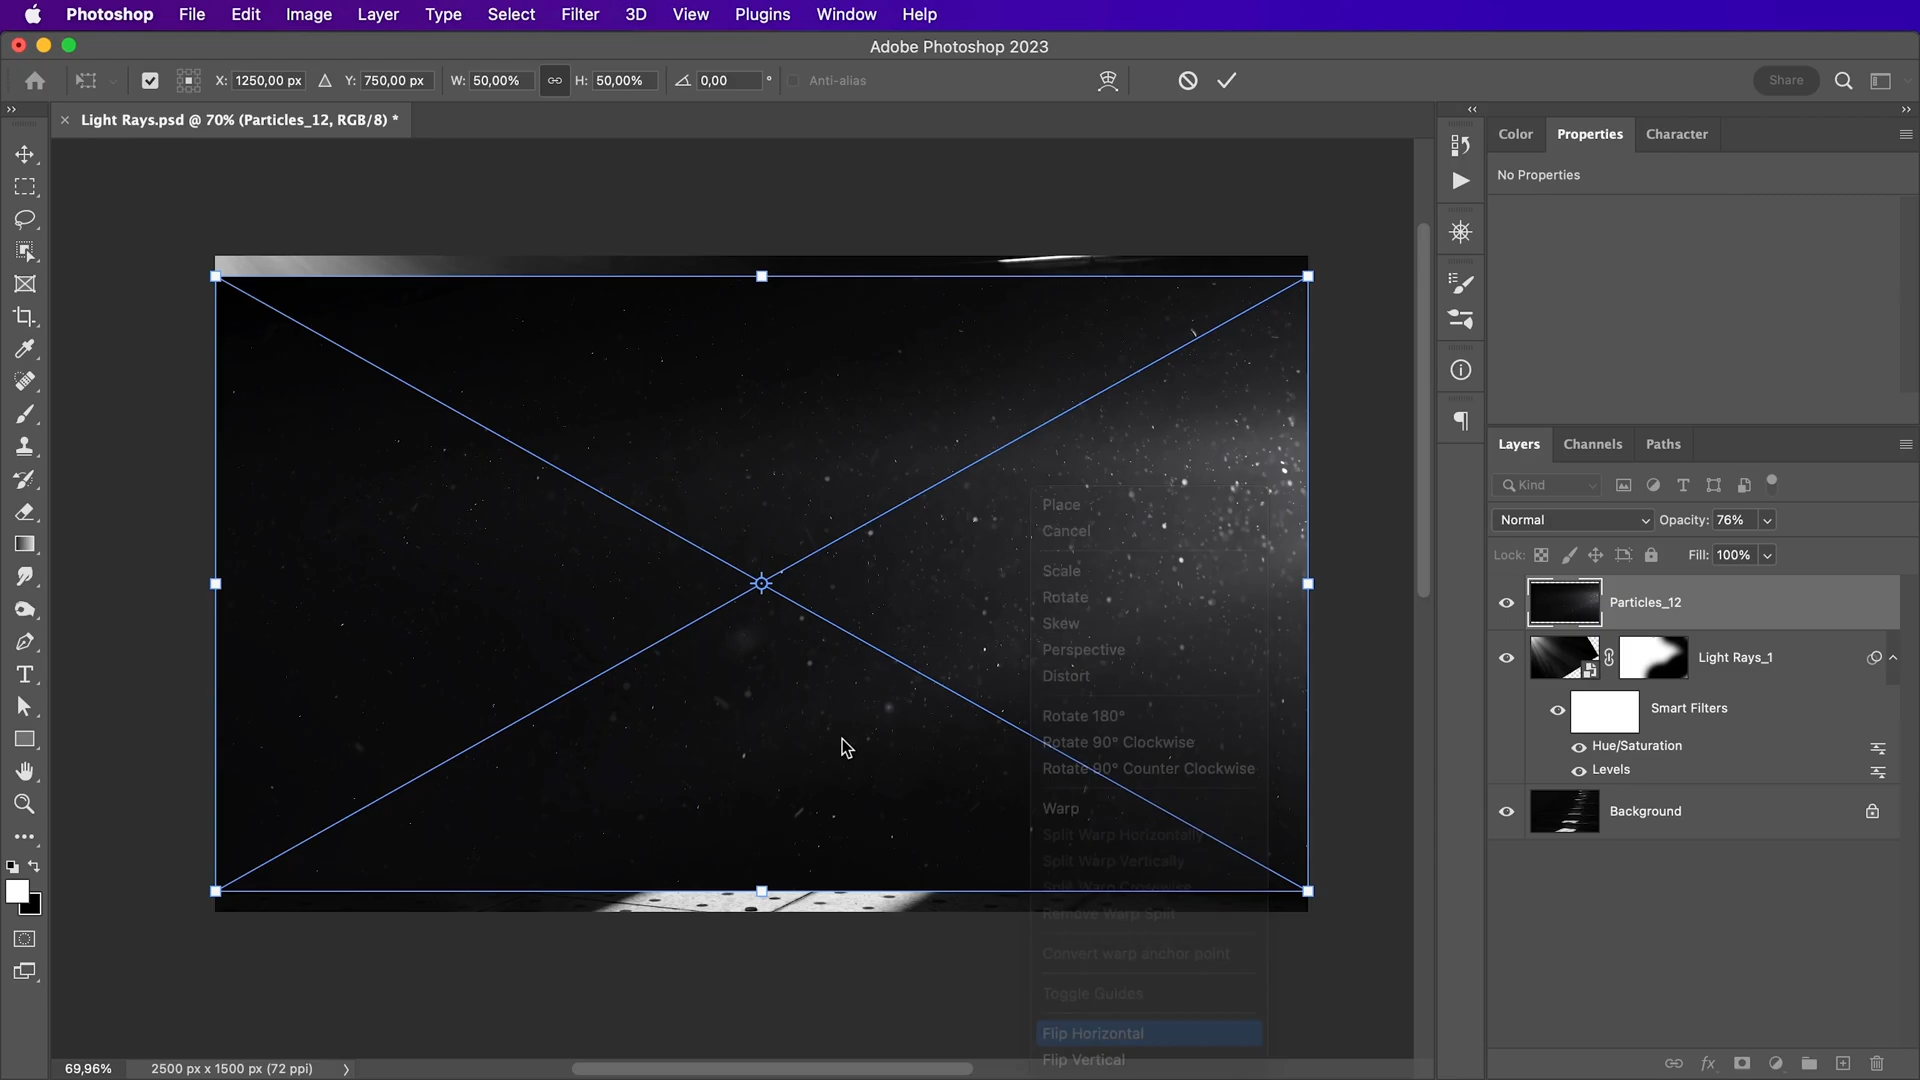 Photoshop File Edit Image Layer Type Select Filter 3D View Plugins Window Help
Adobe Photoshop 2023
X: 1250,00 px Y: 750,00 px W: 50,00% H: 50,00% 0,00 ° Anti-alias Share
Light Rays.psd @ 70% (Particles_12, RGB/8) *
Color Properties Character
No Properties
Layers Channels Paths
Kind
Normal Opacity: 76%
Lock: Fill: 100%
Particles_12
Light Rays_1
Smart Filters
Hue/Saturation
Levels
Background
Place
Cancel
Scale
Rotate
Skew
Perspective
Distort
Rotate 180°
Rotate 90° Clockwise
Rotate 90° Counter Clockwise
Warp
Split Warp Horizontally
Split Warp Vertically
Split Warp Crosswise
Remove Warp Split
Convert warp anchor point
Toggle Guides
Flip Horizontal
Flip Vertical
69,96% 2500 px x 1500 px (72 ppi)